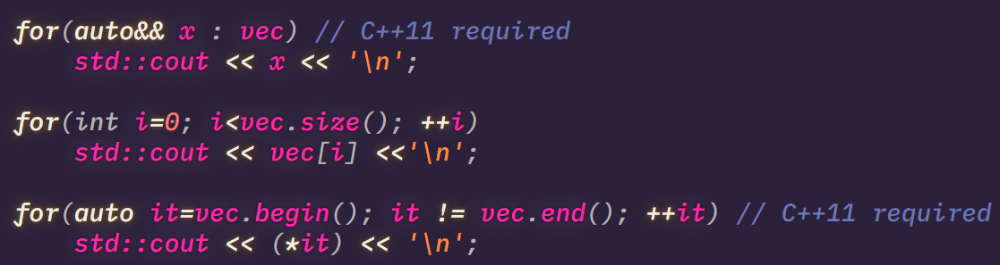 for(auto&& x : vec) // C++11 required
    std::cout << x << '\n';

for(int i=0; i<vec.size(); ++i)
    std::cout << vec[i] <<'\n';

for(auto it=vec.begin(); it != vec.end(); ++it) // C++11 required
    std::cout << (*it) << '\n';